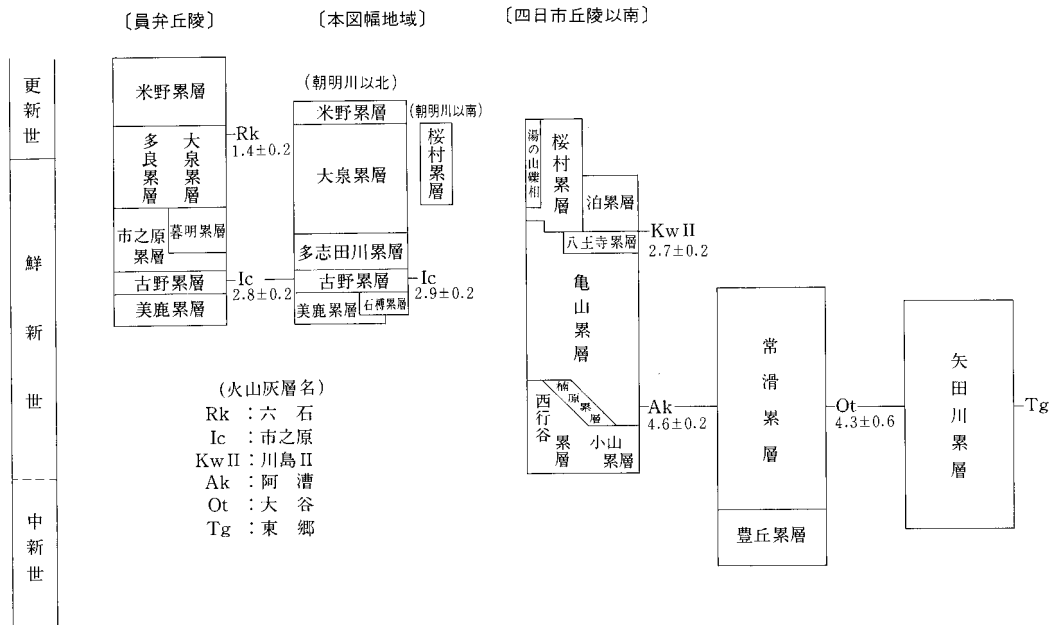 〔員弁丘陵〕
〔本図幅地域〕
〔四日市丘陵以南〕
更新世
鮮新世
中新世
米野累層
多良累層
大泉累層
Rk
1.4±0.2
市之原累層
暮明累層
古野累層
美鹿累層
Ic
2.8±0.2
(朝明川以北)
米野累層
大泉累層
多志田川累層
古野累層
美鹿累層
石榑累層
Ic
2.9±0.2
(朝明川以南)
桜村累層
湯の山礫相
桜村累層
泊累層
KwⅡ
2.7±0.2
八王寺累層
亀山累層
楠原累層
西行谷累層
小山累層
Ak
4.6±0.2
常滑累層
豊丘累層
Ot
4.3±0.6
矢田川累層
Tg
(火山灰層名)
Rk :六 石
Ic :市之原
KwⅡ:川島Ⅱ
Ak :阿 漕
Ot :大 谷
Tg :東 郷